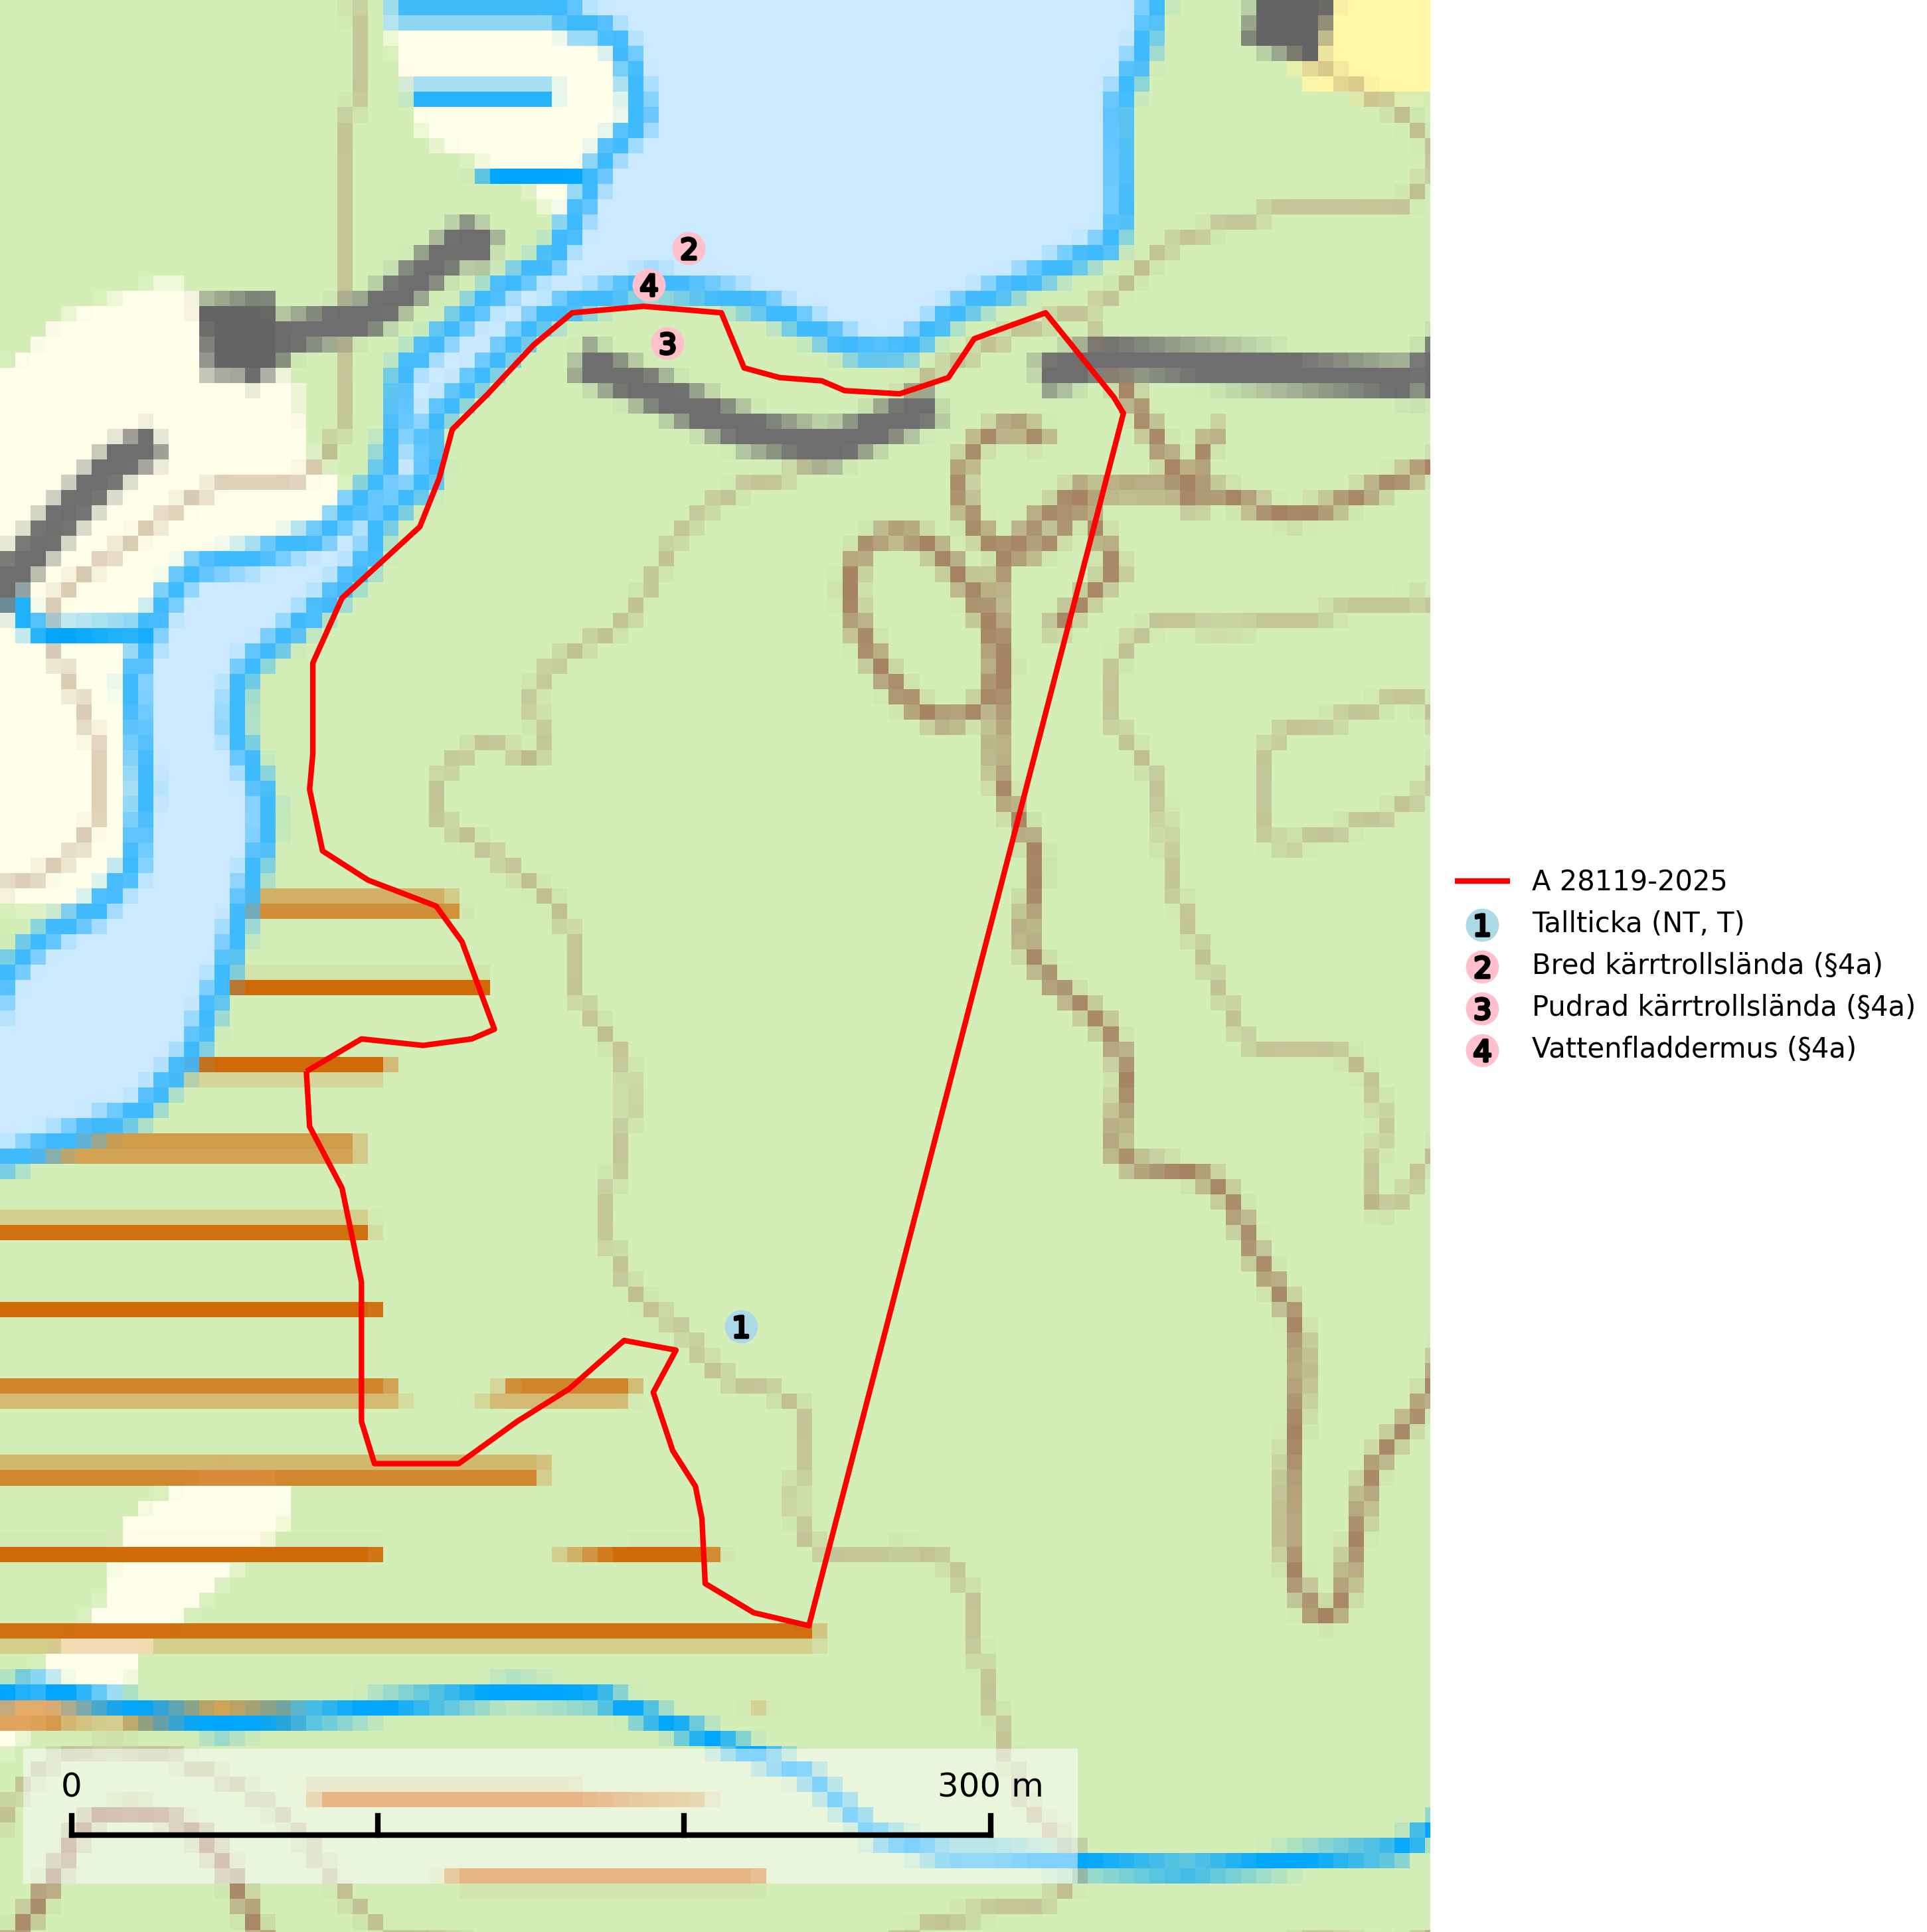 2
4
3
1
A 28119-2025
1 Tallticka (NT, T)
2 Bred kärrtrollslända (§4a)
3 Pudrad kärrtrollslända (§4a)
4 Vattenfladdermus (§4a)
0 300 m